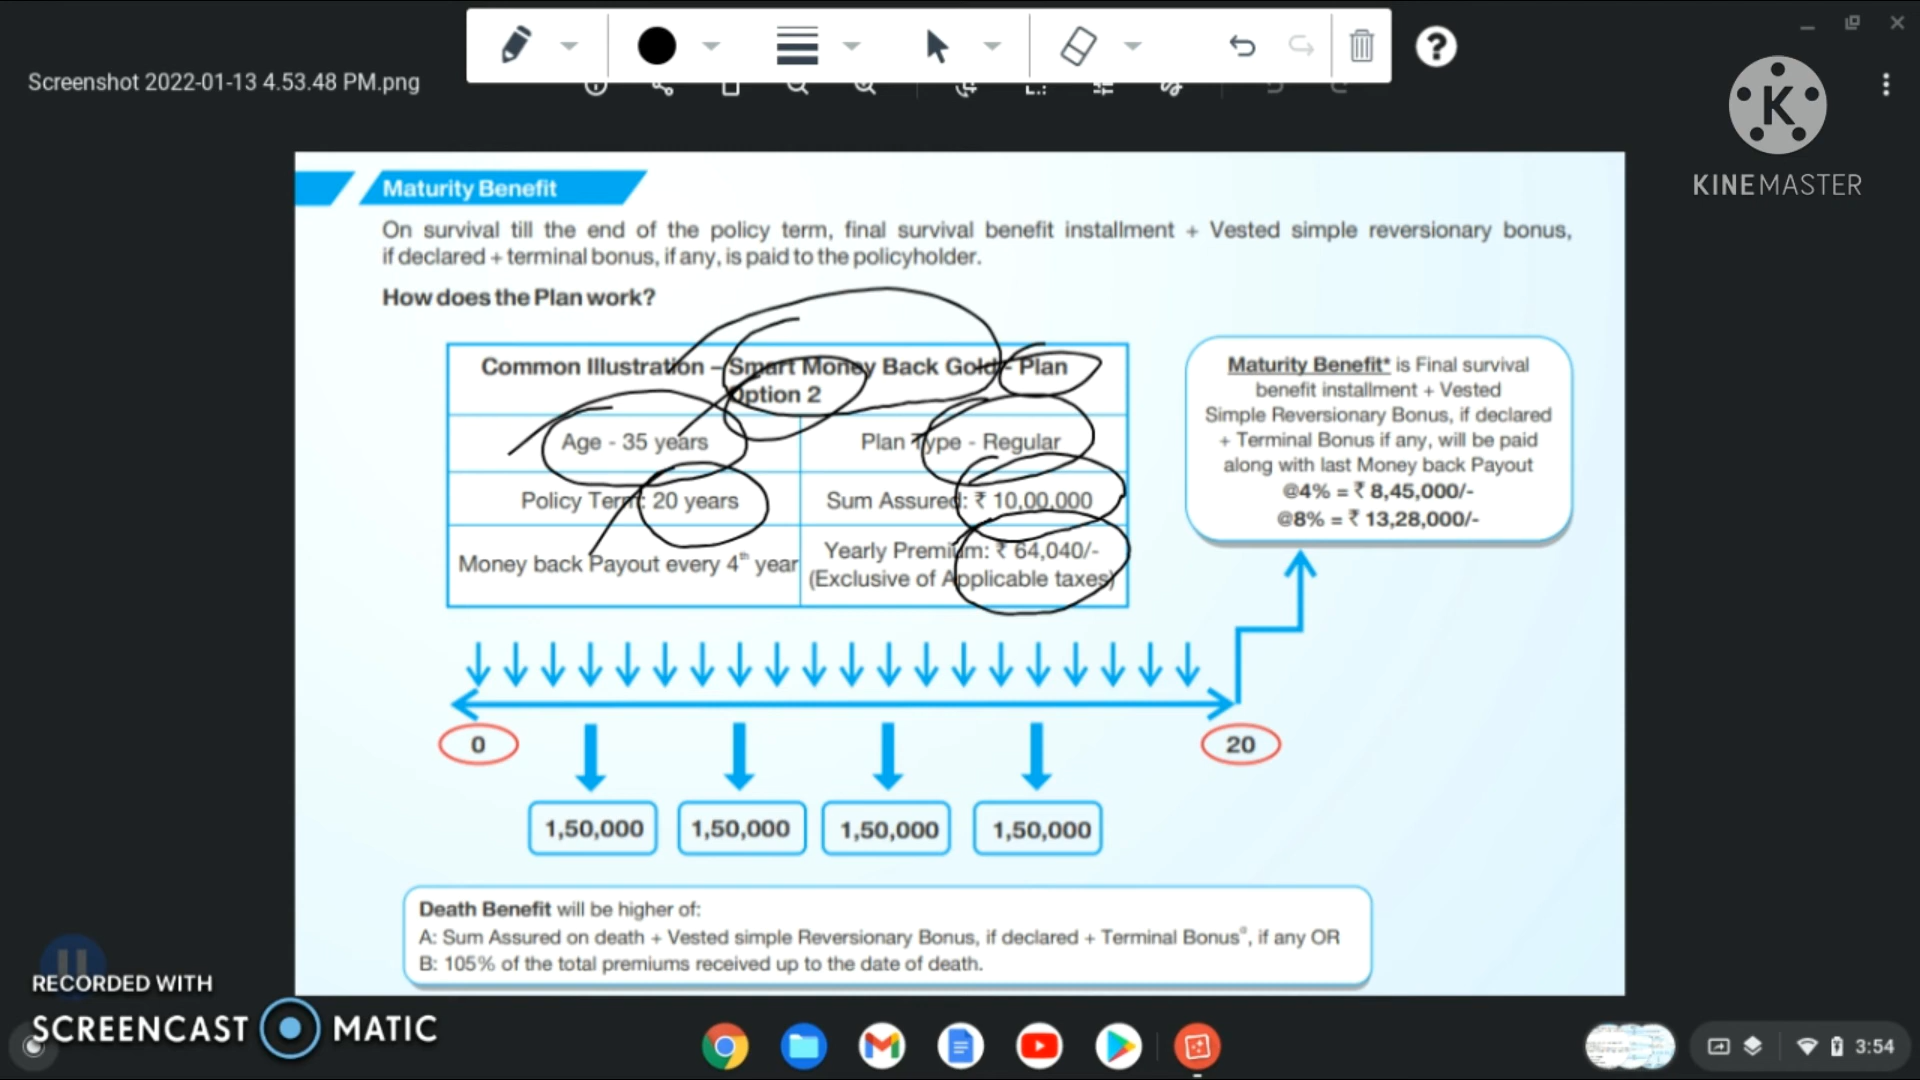 Screenshot 2022-01-13 4.53.48 PM.png
K
KINEMASTER
Maturity Benefit
On survival till the end of the policy term, final survival benefit installment + Vested simple reversionary bonus,
if declared + terminal bonus, if any, is paid to the policyholder.
How does the Plan work?
Common Illustration – Smart Money Back Gold - Plan
Option 2
Age - 35 years
Plan Type - Regular
Policy Term: 20 years
Sum Assured: ₹ 10,00,000
Money back Payout every 4th year
Yearly Premium: ₹ 64,040/-
(Exclusive of Applicable taxes)
Maturity Benefit* is Final survival
benefit installment + Vested
Simple Reversionary Bonus, if declared
+ Terminal Bonus if any, will be paid
along with last Money back Payout
@4% = ₹ 8,45,000/-
@8% = ₹ 13,28,000/-
0
20
1,50,000
1,50,000
1,50,000
1,50,000
Death Benefit will be higher of:
A: Sum Assured on death + Vested simple Reversionary Bonus, if declared + Terminal Bonus@, if any OR
B: 105% of the total premiums received up to the date of death.
RECORDED WITH
SCREENCAST MATIC
3:54